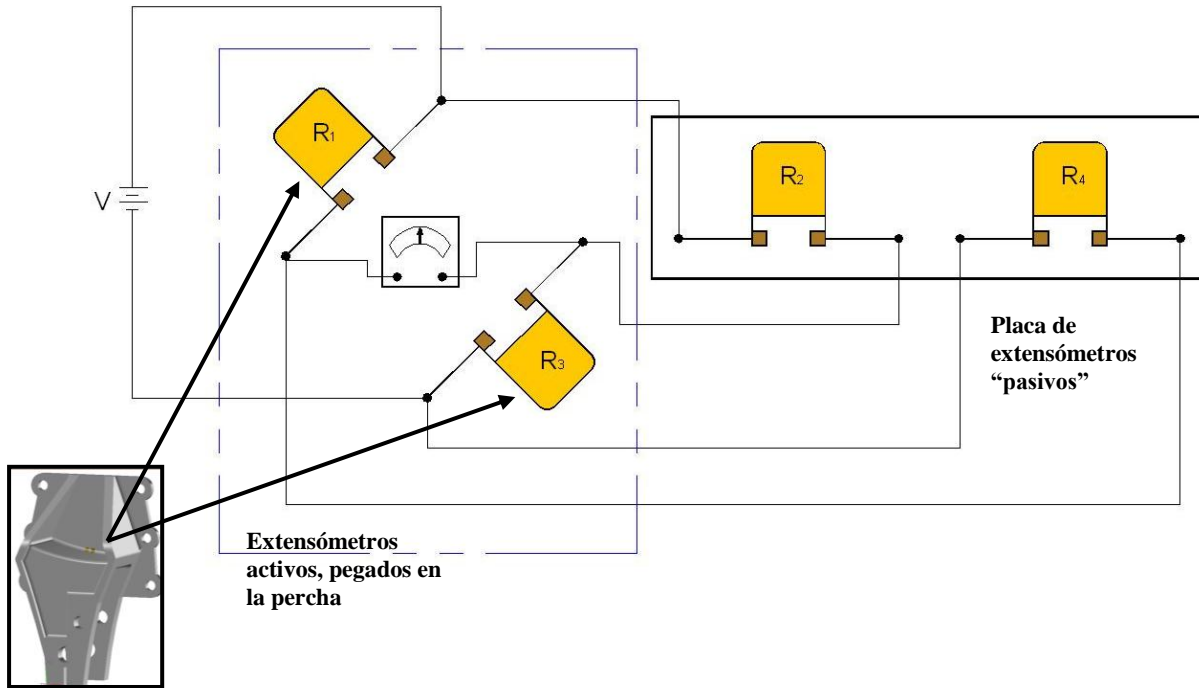 R1
V
R2
R4
R3
Placa de
extensómetros
“pasivos”
Extensómetros
activos, pegados en
la percha